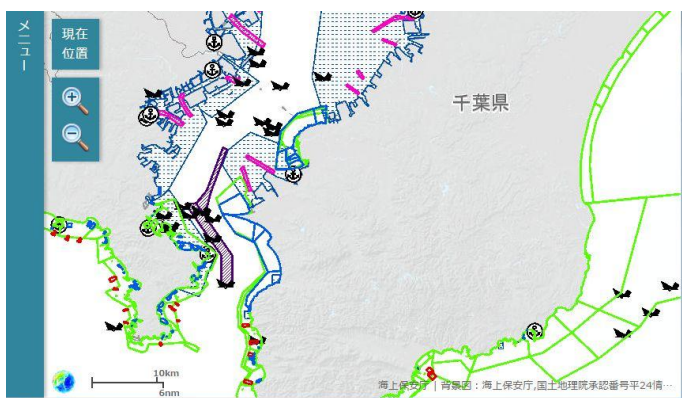 メニュー
現在
位置
千葉県
10km
6nm
海上保安庁 | 背景図：海上保安庁,国土地理院承認番号平24情…